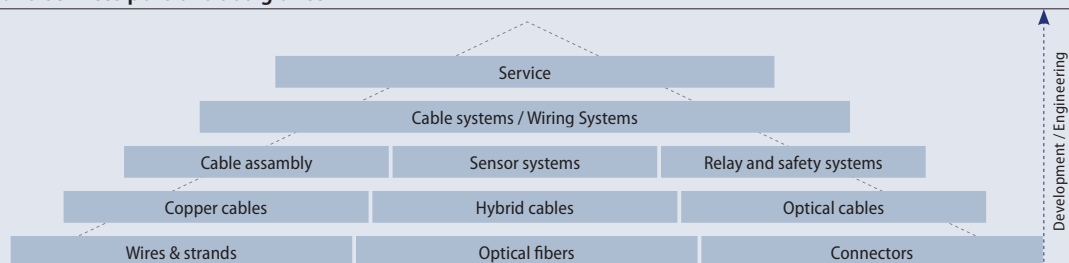 Service
Cable systems / Wiring Systems
Cable assembly Sensor systems Relay and safety systems
Copper cables Hybrid cables Optical cables
Wires & strands Optical fibers Connectors
Development / Engineering